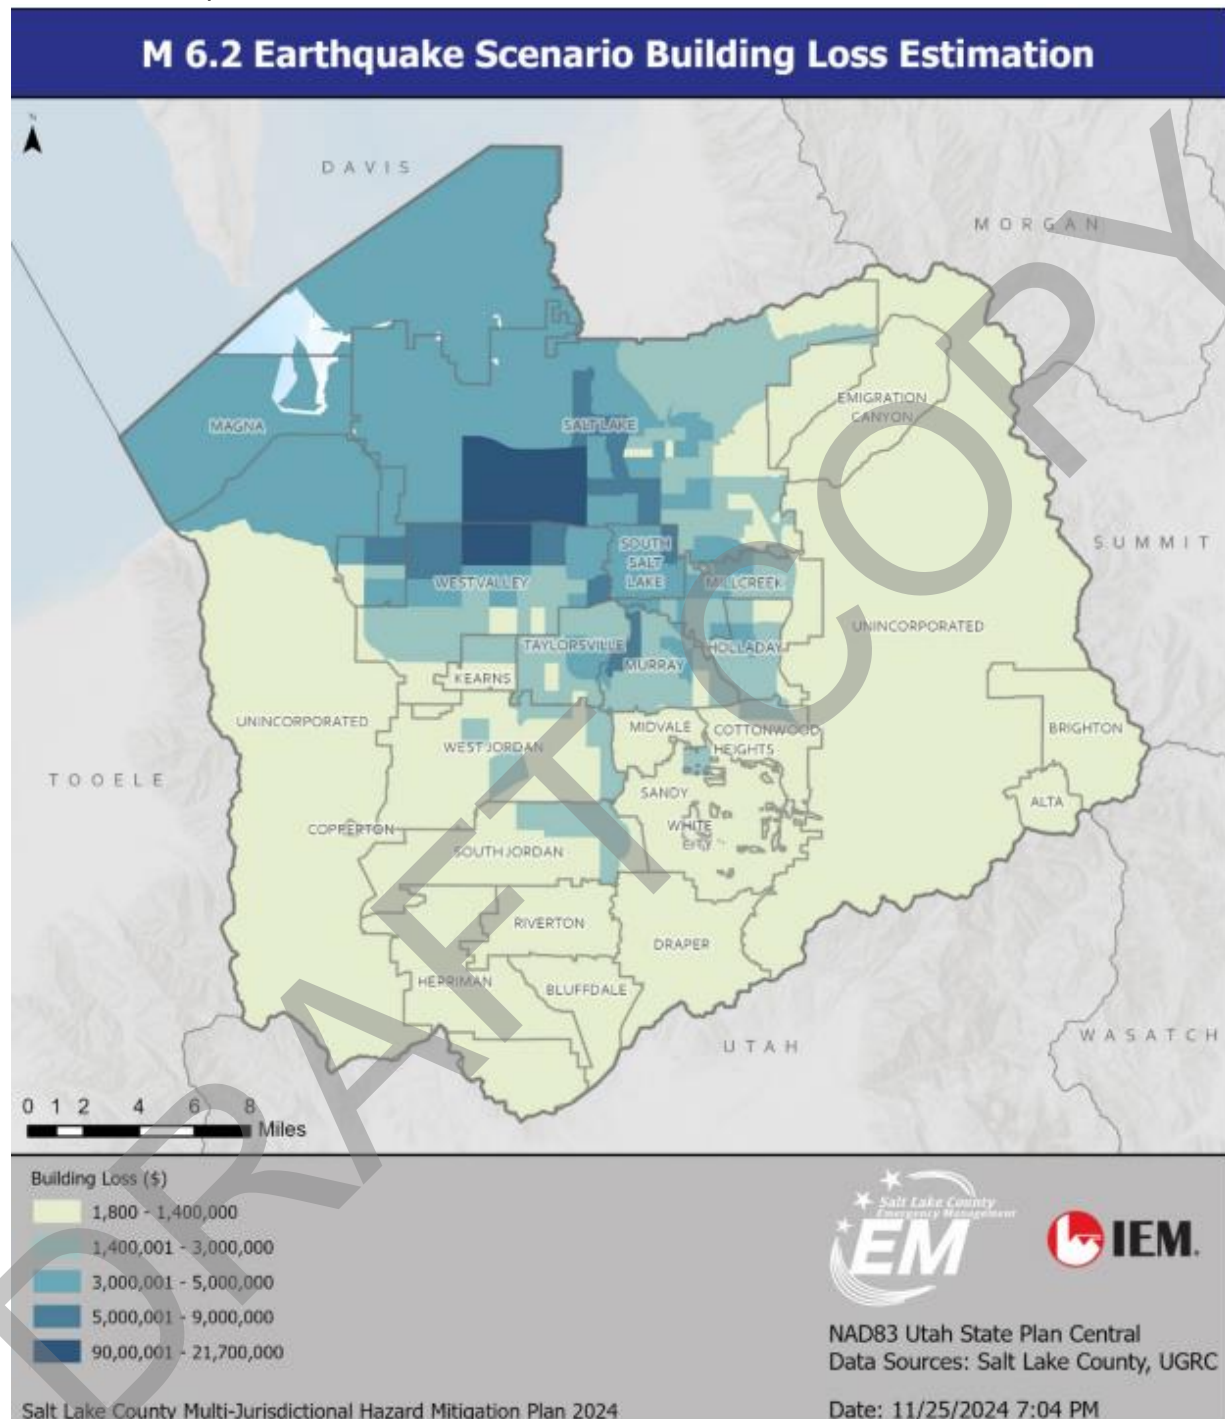 M 6.2 Earthquake Scenario Building Loss Estimation
N
DAVIS
MORGAN
MAGNA
SALT LAKE
EMIGRATION
CANYON
SUMMIT
SOUTH
SALT
LAKE
WEST VALLEY
MILLCREEK
UNINCORPORATED
TAYLORSVILLE
HOLLADAY
MURRAY
KEARNS
UNINCORPORATED
MIDVALE
COTTONWOOD
HEIGHTS
BRIGHTON
WEST JORDAN
TOOELE
SANDY
ALTA
COPPERTON
WHITE
CITY
SOUTH JORDAN
RIVERTON
DRAPER
HERRIMAN
BLUFFDALE
UTAH
WASATCH
DRAFT COPY
0 1 2 4 6 8
Miles
Building Loss ($)
1,800 - 1,400,000
1,400,001 - 3,000,000
3,000,001 - 5,000,000
5,000,001 - 9,000,000
90,00,001 - 21,700,000
Salt Lake County
Emergency Management
EM
IEM.
NAD83 Utah State Plan Central
Data Sources: Salt Lake County, UGRC
Salt Lake County Multi-Jurisdictional Hazard Mitigation Plan 2024
Date: 11/25/2024 7:04 PM